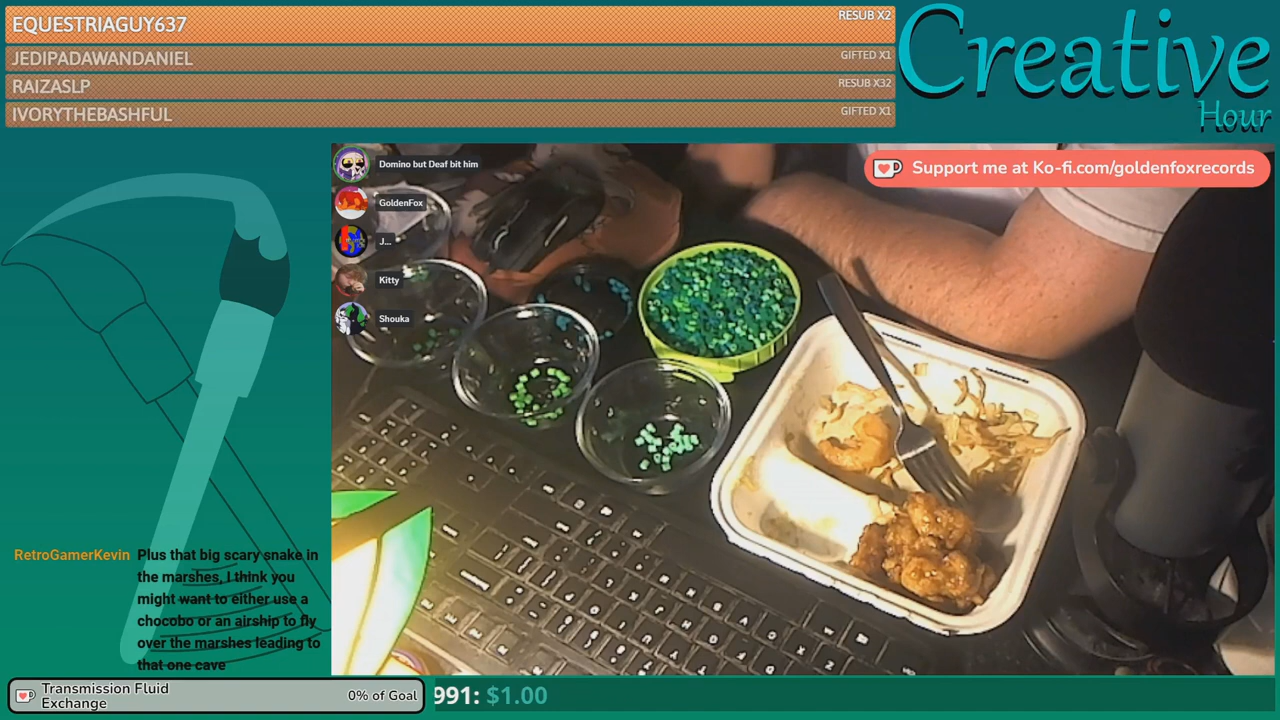 EQUESTRIAGUY637
RESUB X2
JEDIPADAWANDANIEL
GIFTED X1
RAIZASLP
RESUB X32
IVORYTHEBASHFUL
GIFTED X1
Creative
Hour
Domino but Deaf bit him
GoldenFox
J...
Kitty
Shouka
Support me at Ko-fi.com/goldenfoxrecords
RetroGamerKevin Plus that big scary snake in
the marshes, I think you
might want to either use a
chocobo or an airship to fly
over the marshes leading to
that one cave
Transmission Fluid
Exchange
0% of Goal
991: $1.00